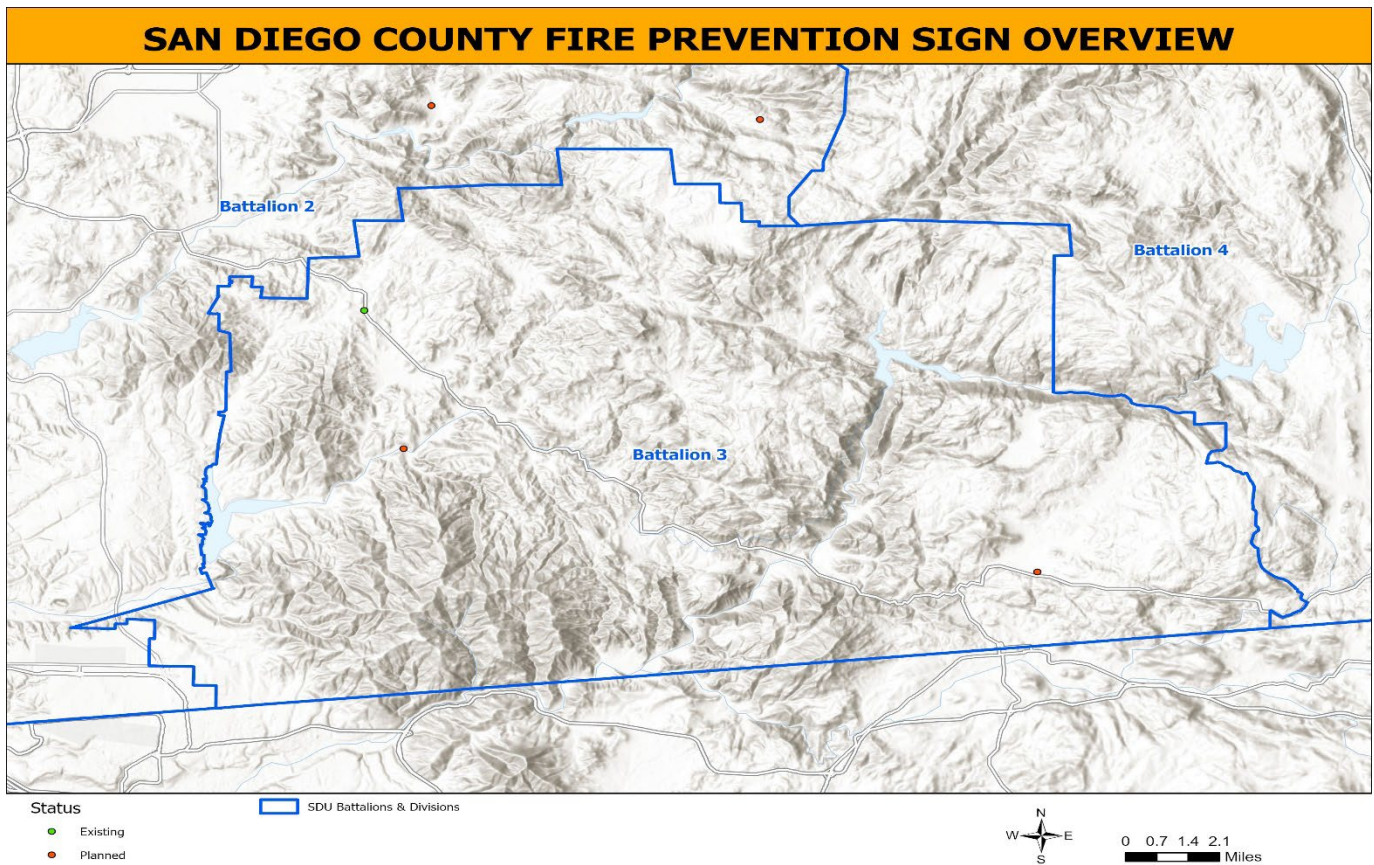 SAN DIEGO COUNTY FIRE PREVENTION SIGN OVERVIEW
Battalion 2
Battalion 4
Battalion 3
Status
Existing
Planned
SDU Battalions & Divisions
N
W E
S
0 0.7 1.4 2.1
Miles